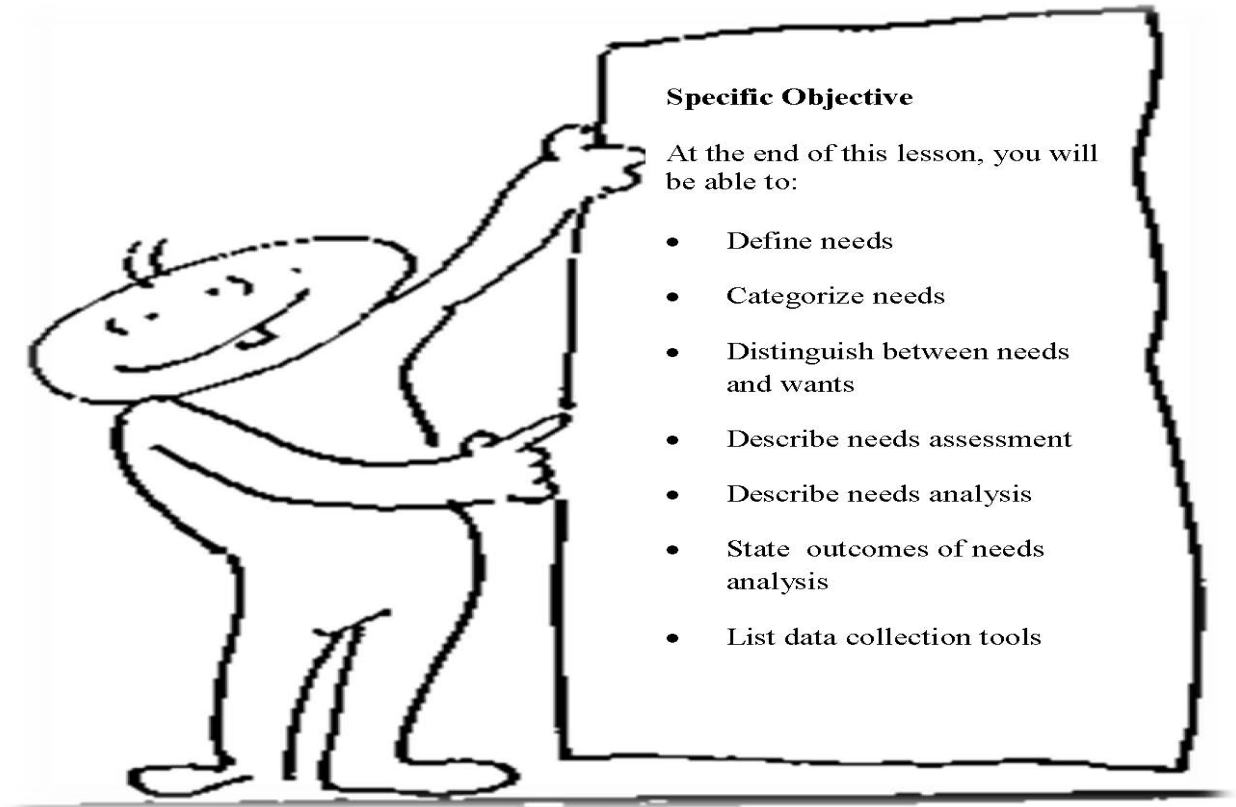 Specific Objective
At the end of this lesson, you will
be able to:
• Define needs
• Categorize needs
• Distinguish between needs
and wants
• Describe needs assessment
• Describe needs analysis
• State  outcomes of needs
analysis
• List data collection tools